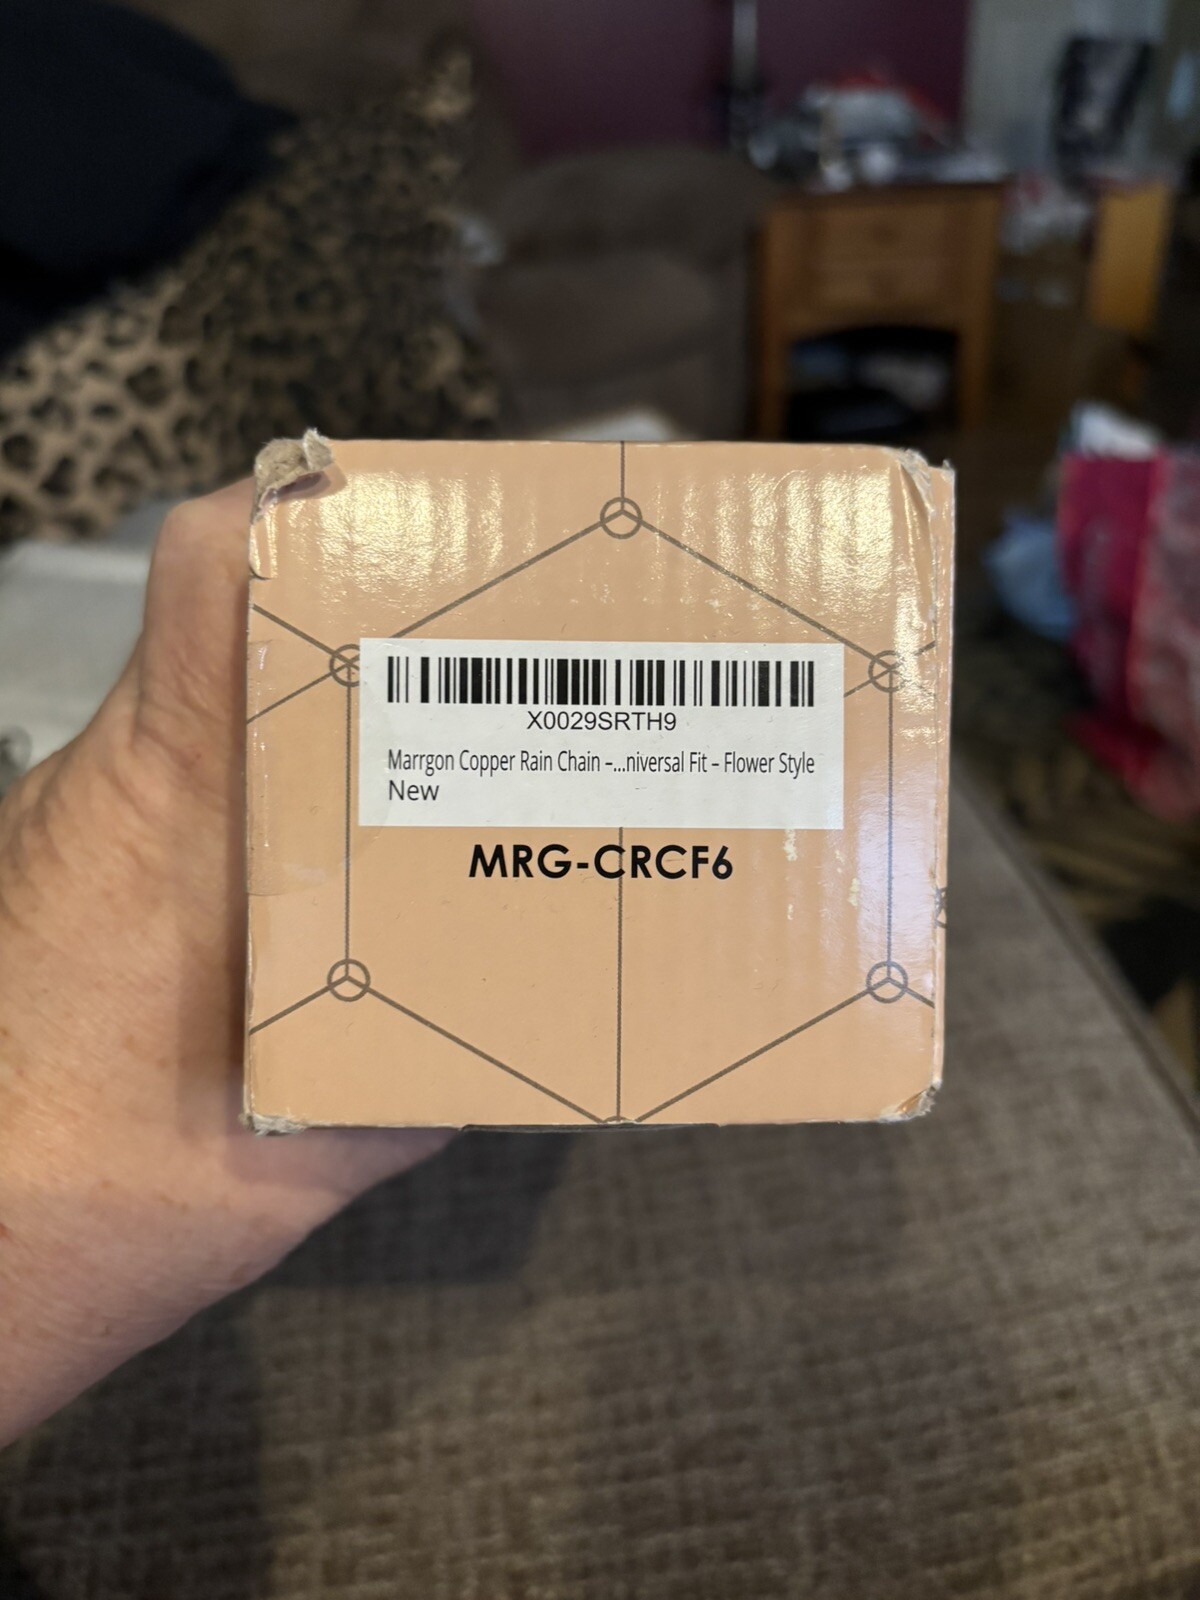 X0029SRTH9
Marrgon Copper Rain Chain –...niversal Fit – Flower Style
New
MRG-CRCF6